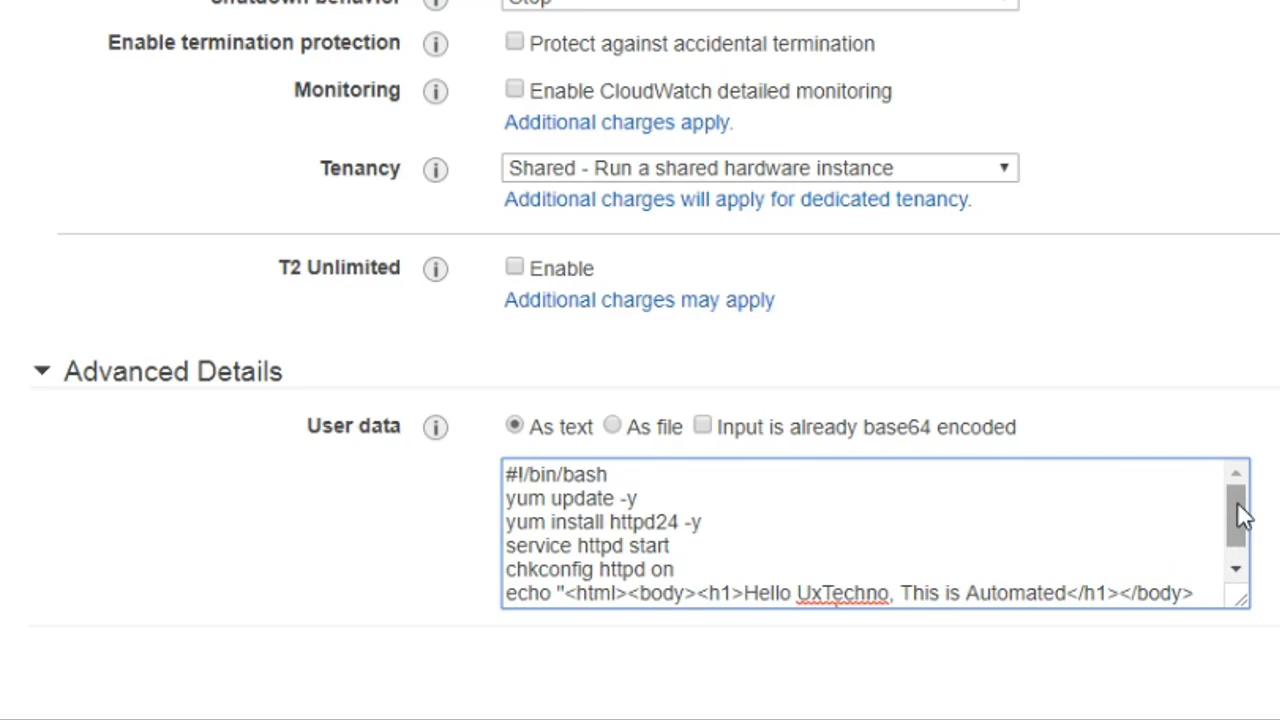 Shutdown behavior
Stop
Enable termination protection
Protect against accidental termination
Monitoring
Enable CloudWatch detailed monitoring
Additional charges apply.
Tenancy
Shared - Run a shared hardware instance
Additional charges will apply for dedicated tenancy.
T2 Unlimited
Enable
Additional charges may apply
Advanced Details
User data
As text As file Input is already base64 encoded
#!/bin/bash
yum update -y
yum install httpd24 -y
service httpd start
chkconfig httpd on
echo "<html><body><h1>Hello UxTechno, This is Automated</h1></body>